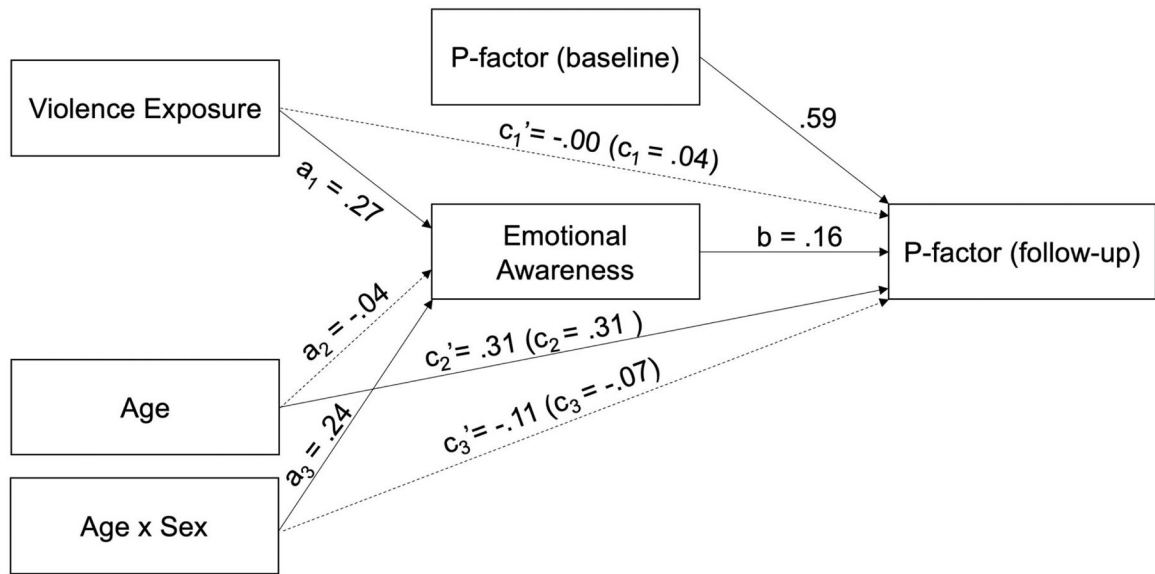 P-factor (baseline)
Violence Exposure
.59
c1’= -.00 (c1 = .04)
a1 = .27
Emotional
Awareness
b = .16
P-factor (follow-up)
a2 = -.04
c2’= .31 (c2 = .31 )
Age
a3 = .24
c3’= -.11 (c3 = -.07)
Age x Sex